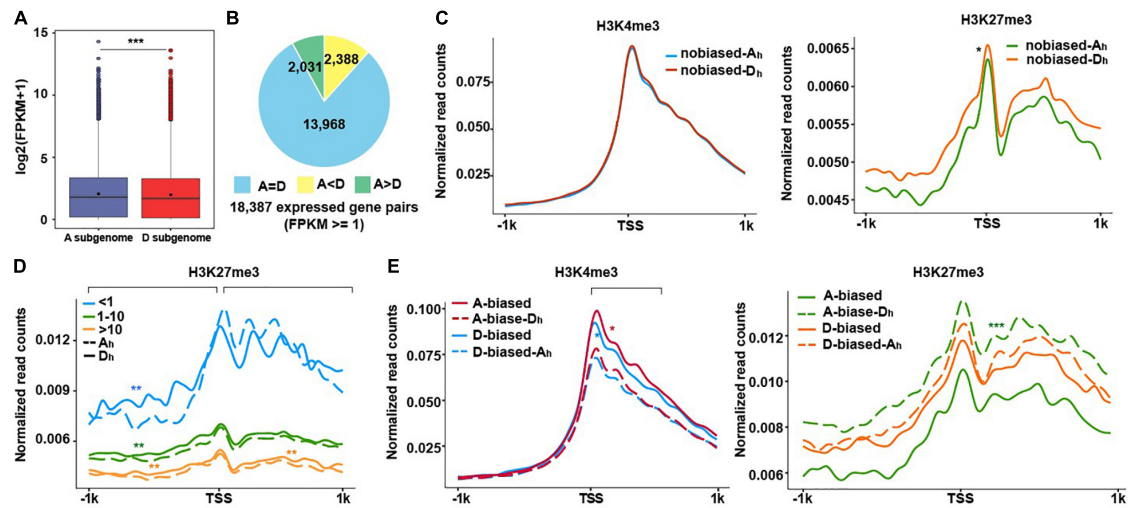 A
15
10
5
0
log2(FPKM+1)
***
A subgenome
D subgenome
B
2,031
2,388
13,968
A=D
A<D
A>D
18,387 expressed gene pairs
(FPKM >= 1)
C
H3K4me3
Normalized read counts
0.075
0.050
0.025
nobiased-Ah
nobiased-Dh
-1k
TSS
1k
H3K27me3
Normalized read counts
0.0065
0.0060
0.0055
0.0050
0.0045
*
nobiased-Ah
nobiased-Dh
-1k
TSS
1k
D
H3K27me3
Normalized read counts
0.012
0.009
0.006
<1
1-10
>10
Ah
Dh
**
**
**
**
-1k
TSS
1k
E
H3K4me3
Normalized read counts
0.100
0.075
0.050
0.025
A-biased
A-biase-Dh
D-biased
D-biased-Ah
*
*
-1k
TSS
1k
H3K27me3
Normalized read counts
0.012
0.010
0.008
0.006
A-biased
A-biase-Dh
D-biased
D-biased-Ah
***
-1k
TSS
1k